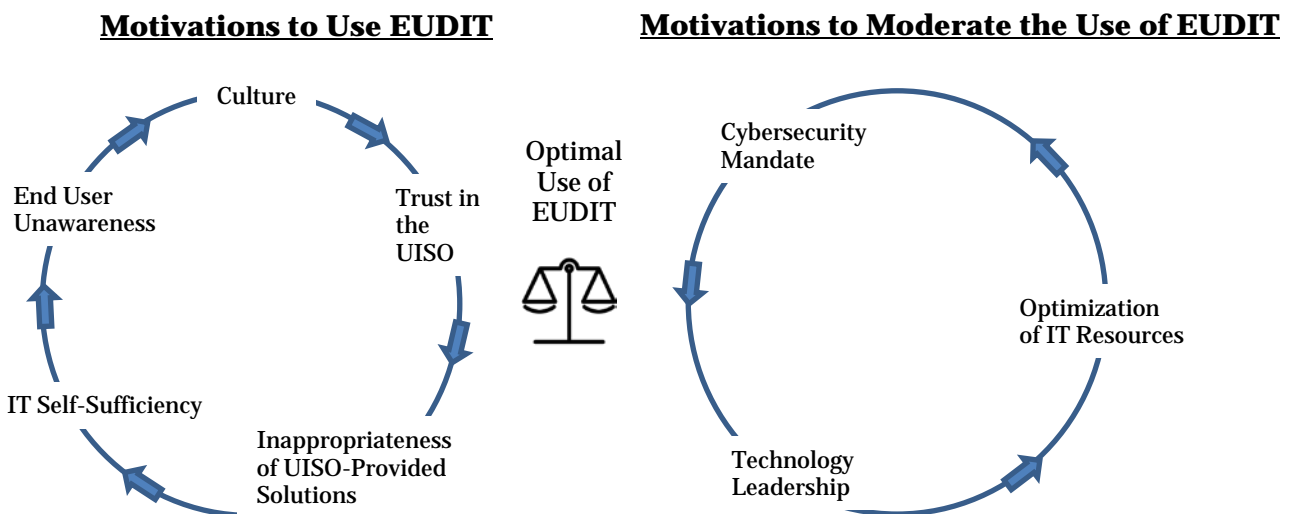 Motivations to Use EUDIT
Motivations to Moderate the Use of EUDIT
Culture
Trust in
the
UISO
Inappropriateness
of UISO-Provided
Solutions
IT Self-Sufficiency
End User
Unawareness
Optimal
Use of
EUDIT
Cybersecurity
Mandate
Technology
Leadership
Optimization
of IT Resources